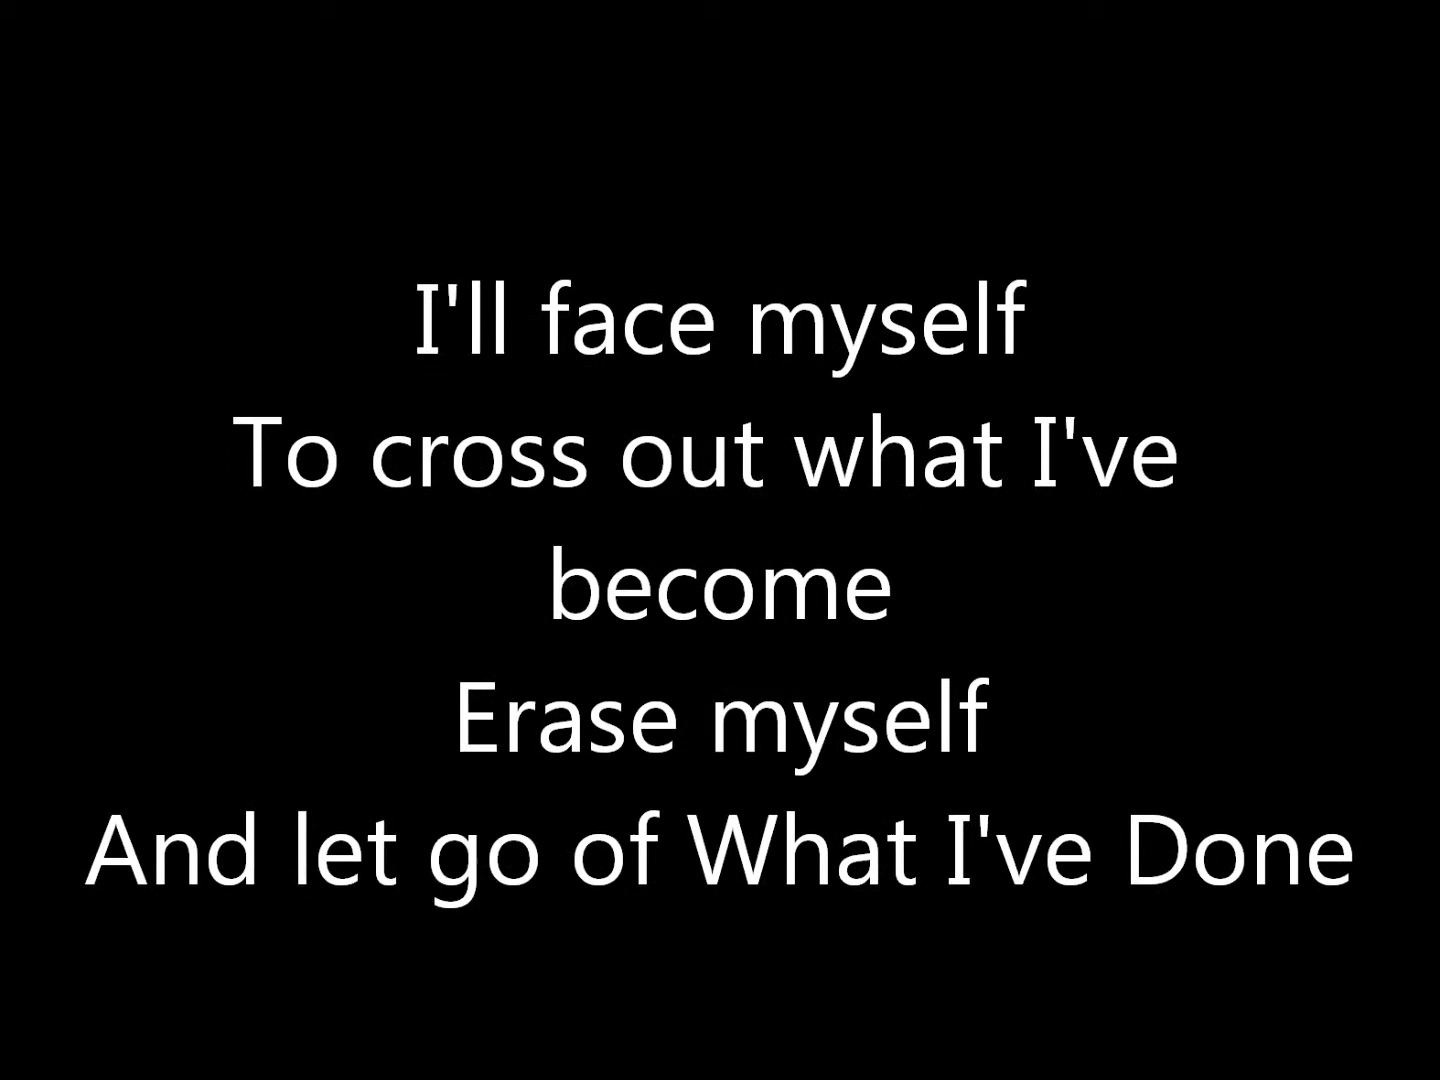 I'll face myself
To cross out what I've
become
Erase myself
And let go of What I've Done